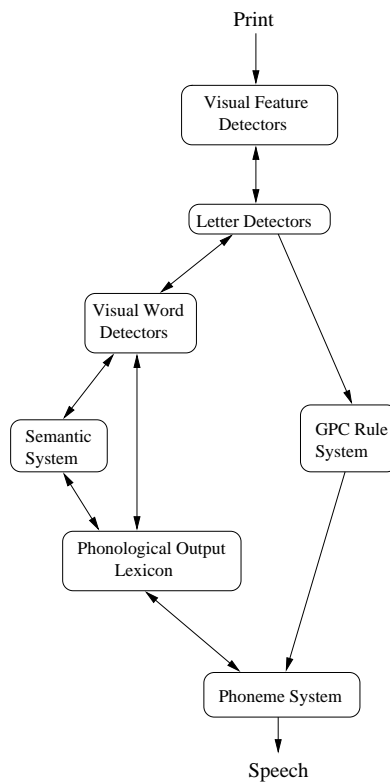 Print
Visual Feature
Detectors
Letter Detectors
Visual Word
Detectors
Semantic
System
GPC Rule
System
Phonological Output
Lexicon
Phoneme System
Speech